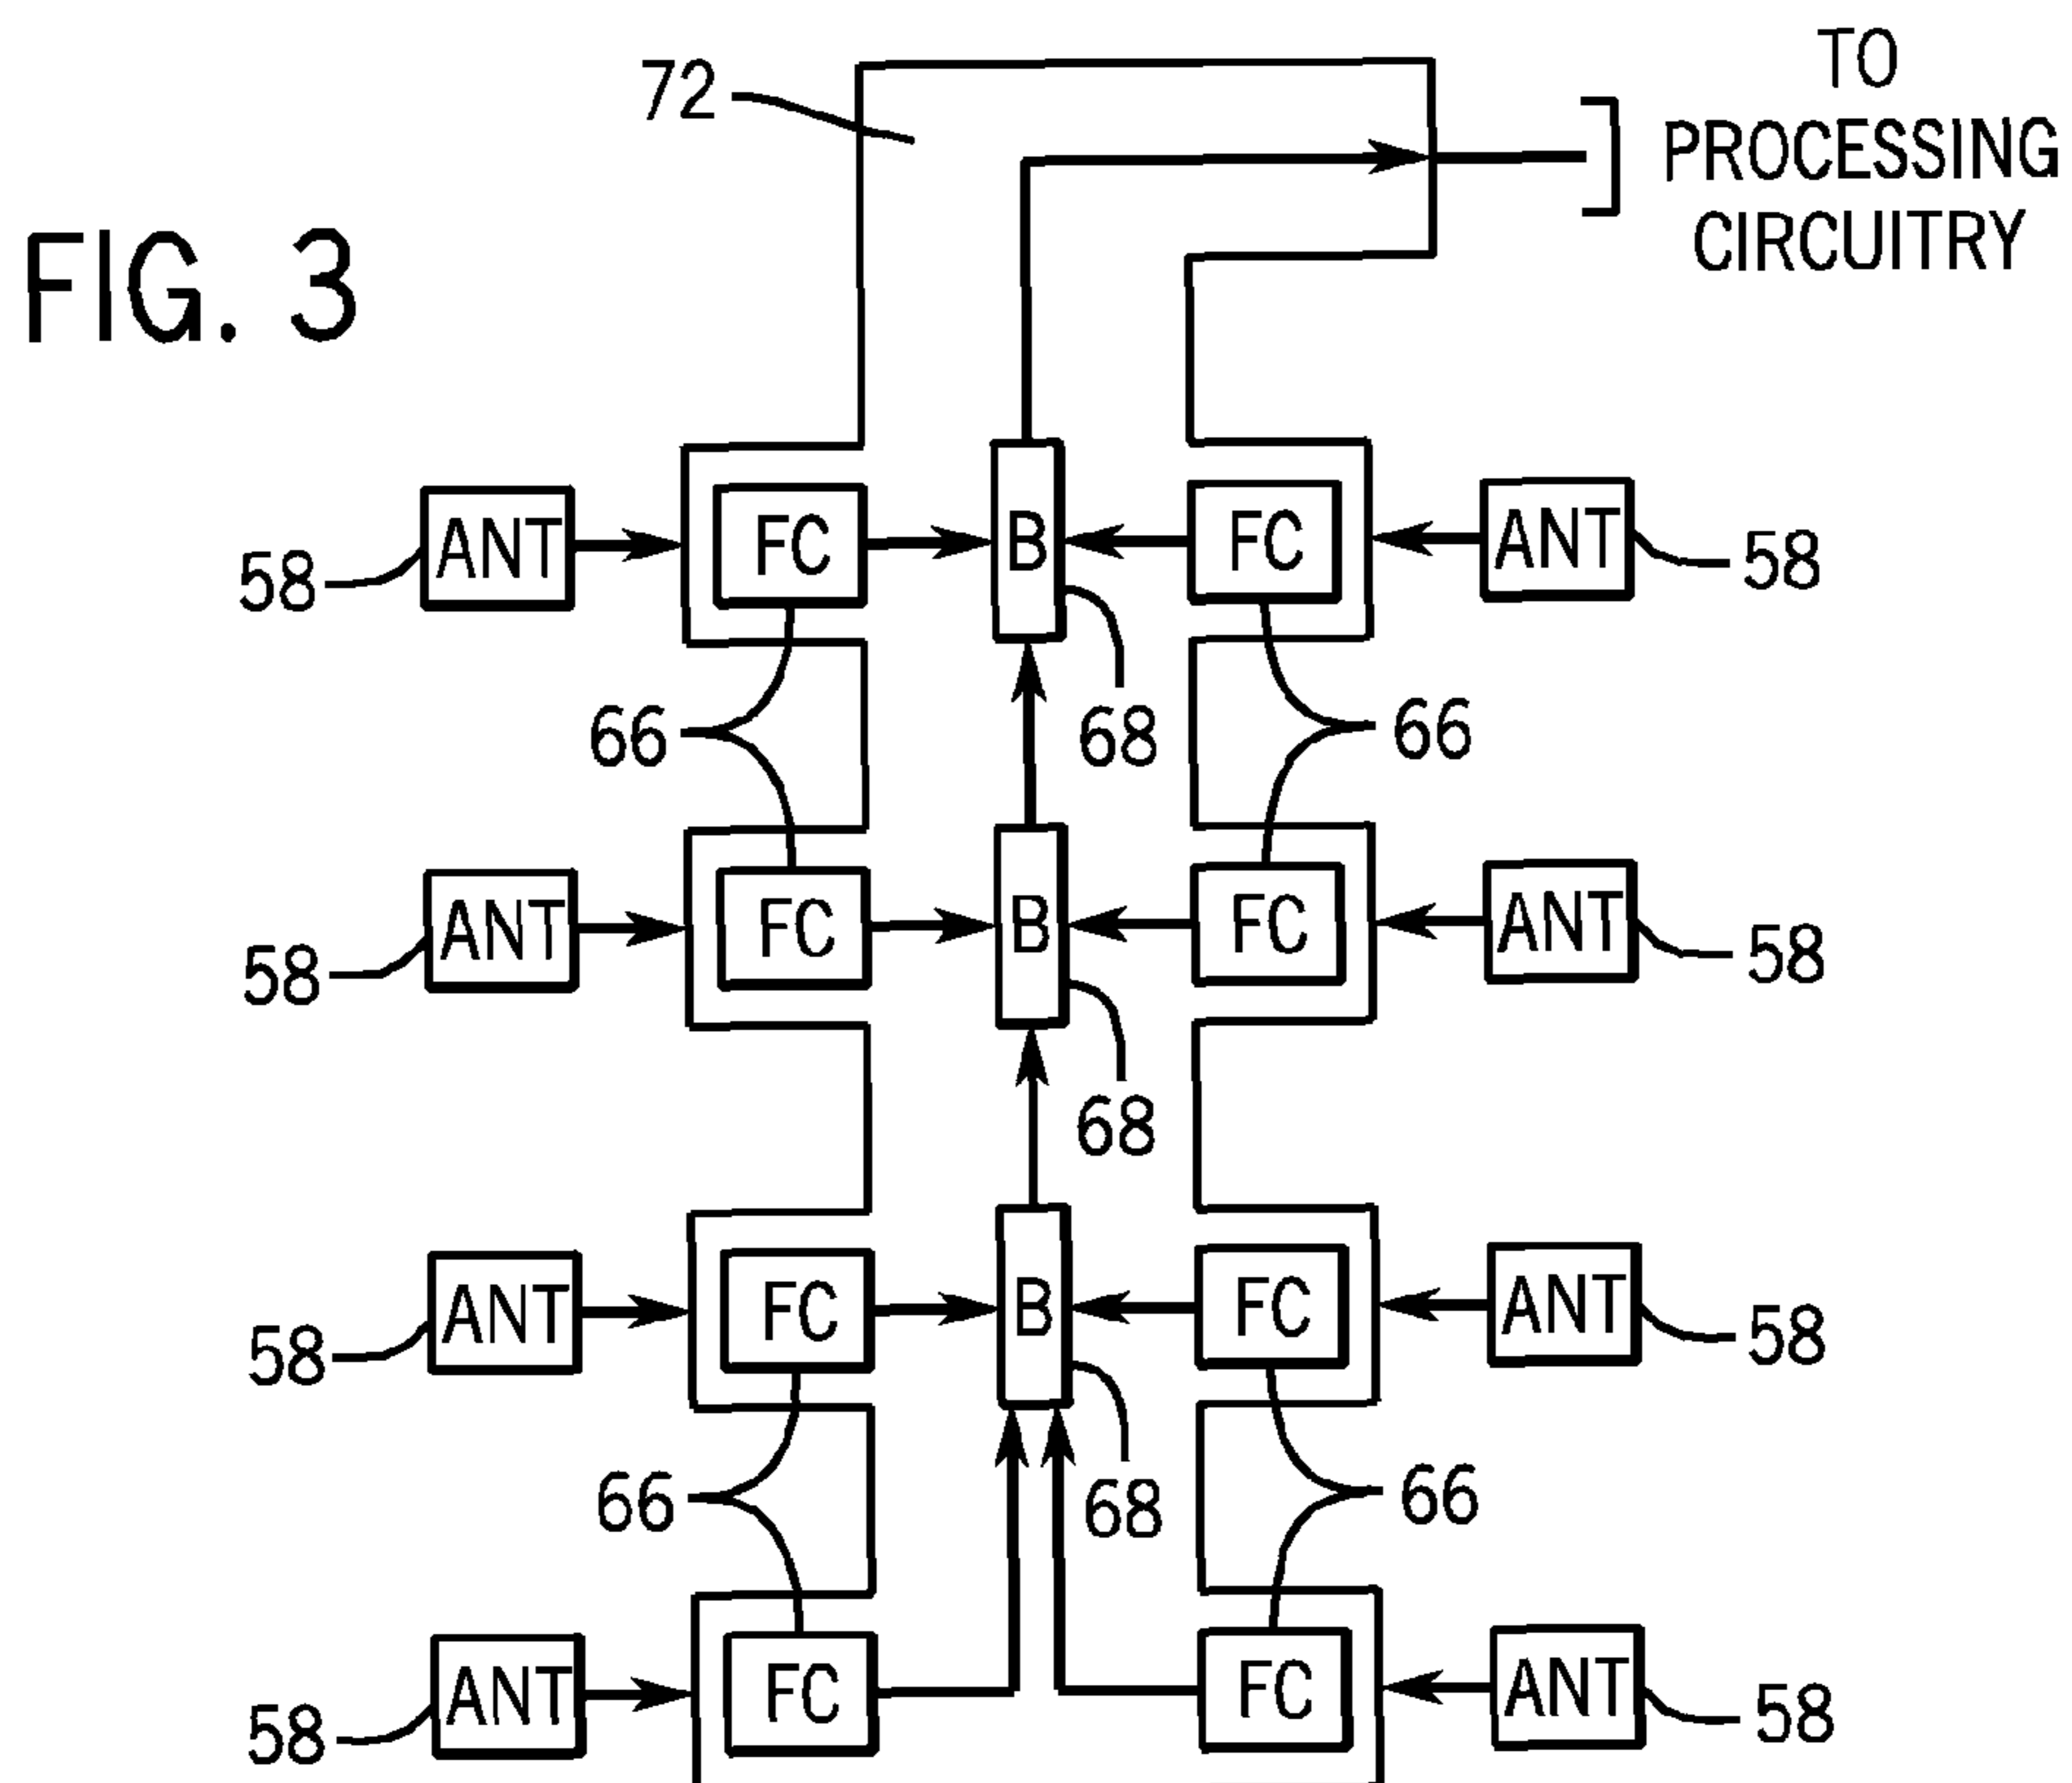 TO
PROCESSING
CIRCUITRY
72
FIG. 3
ANT FC B FC ANT
58 58
66 68 66
ANT FC B FC ANT
58 58
68
ANT FC B FC ANT
58 58
66 68 66
ANT FC FC ANT
58 58